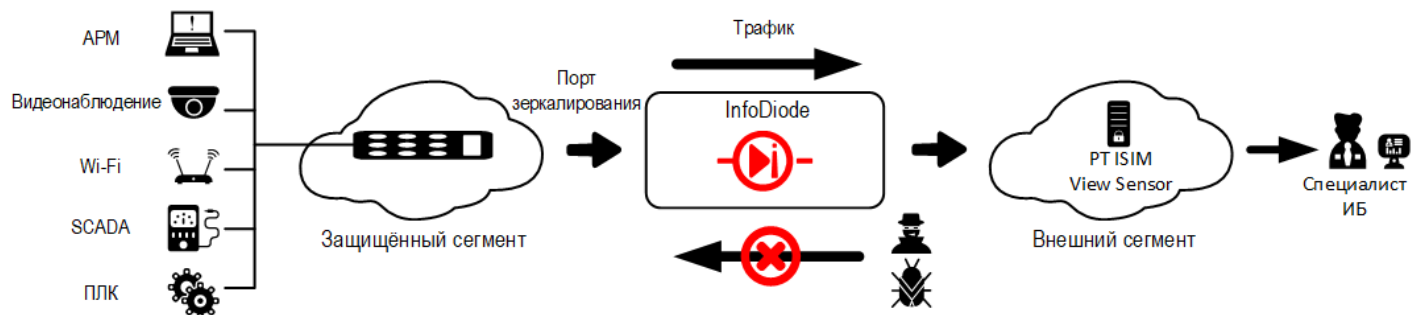 АРМ
Видеонаблюдение
Wi-Fi
SCADA
ПЛК
Защищённый сегмент
Порт
зеркалирования
Трафик
InfoDiode
PT ISIM
View Sensor
Внешний сегмент
Специалист
ИБ